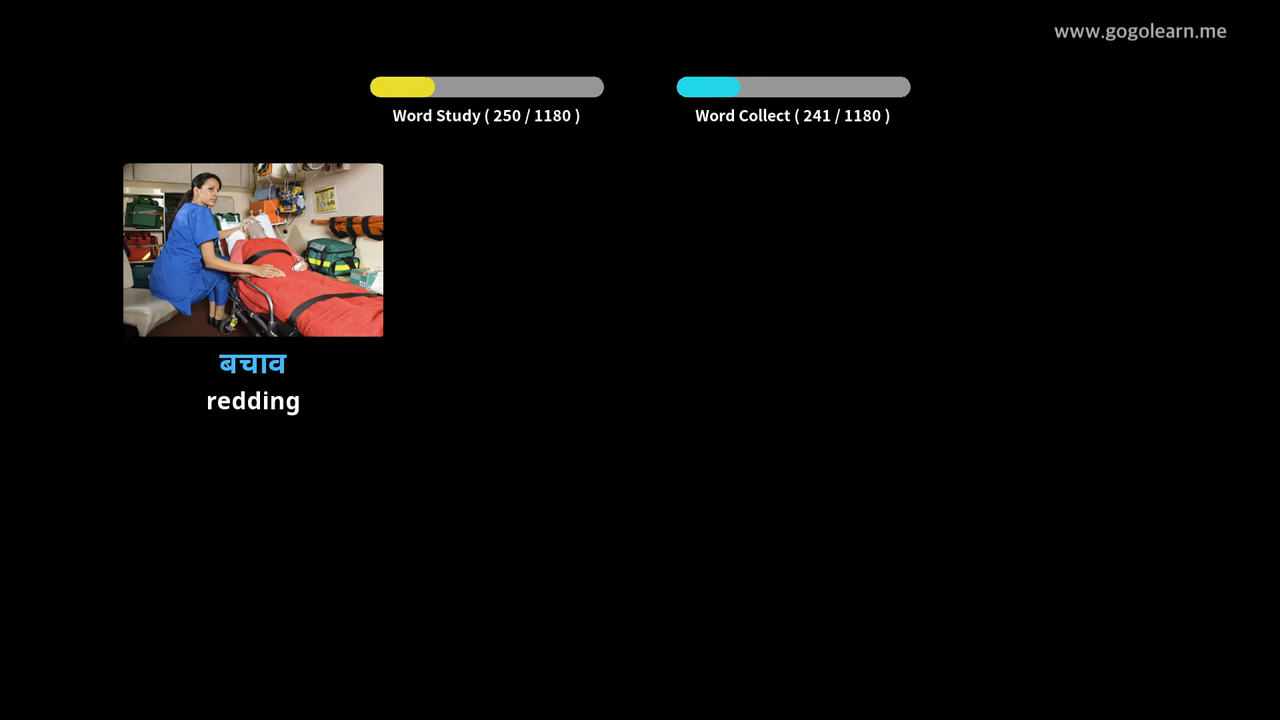 www.gogolearn.me
Word Study ( 250 / 1180 )
Word Collect ( 241 / 1180 )
बचाव
redding